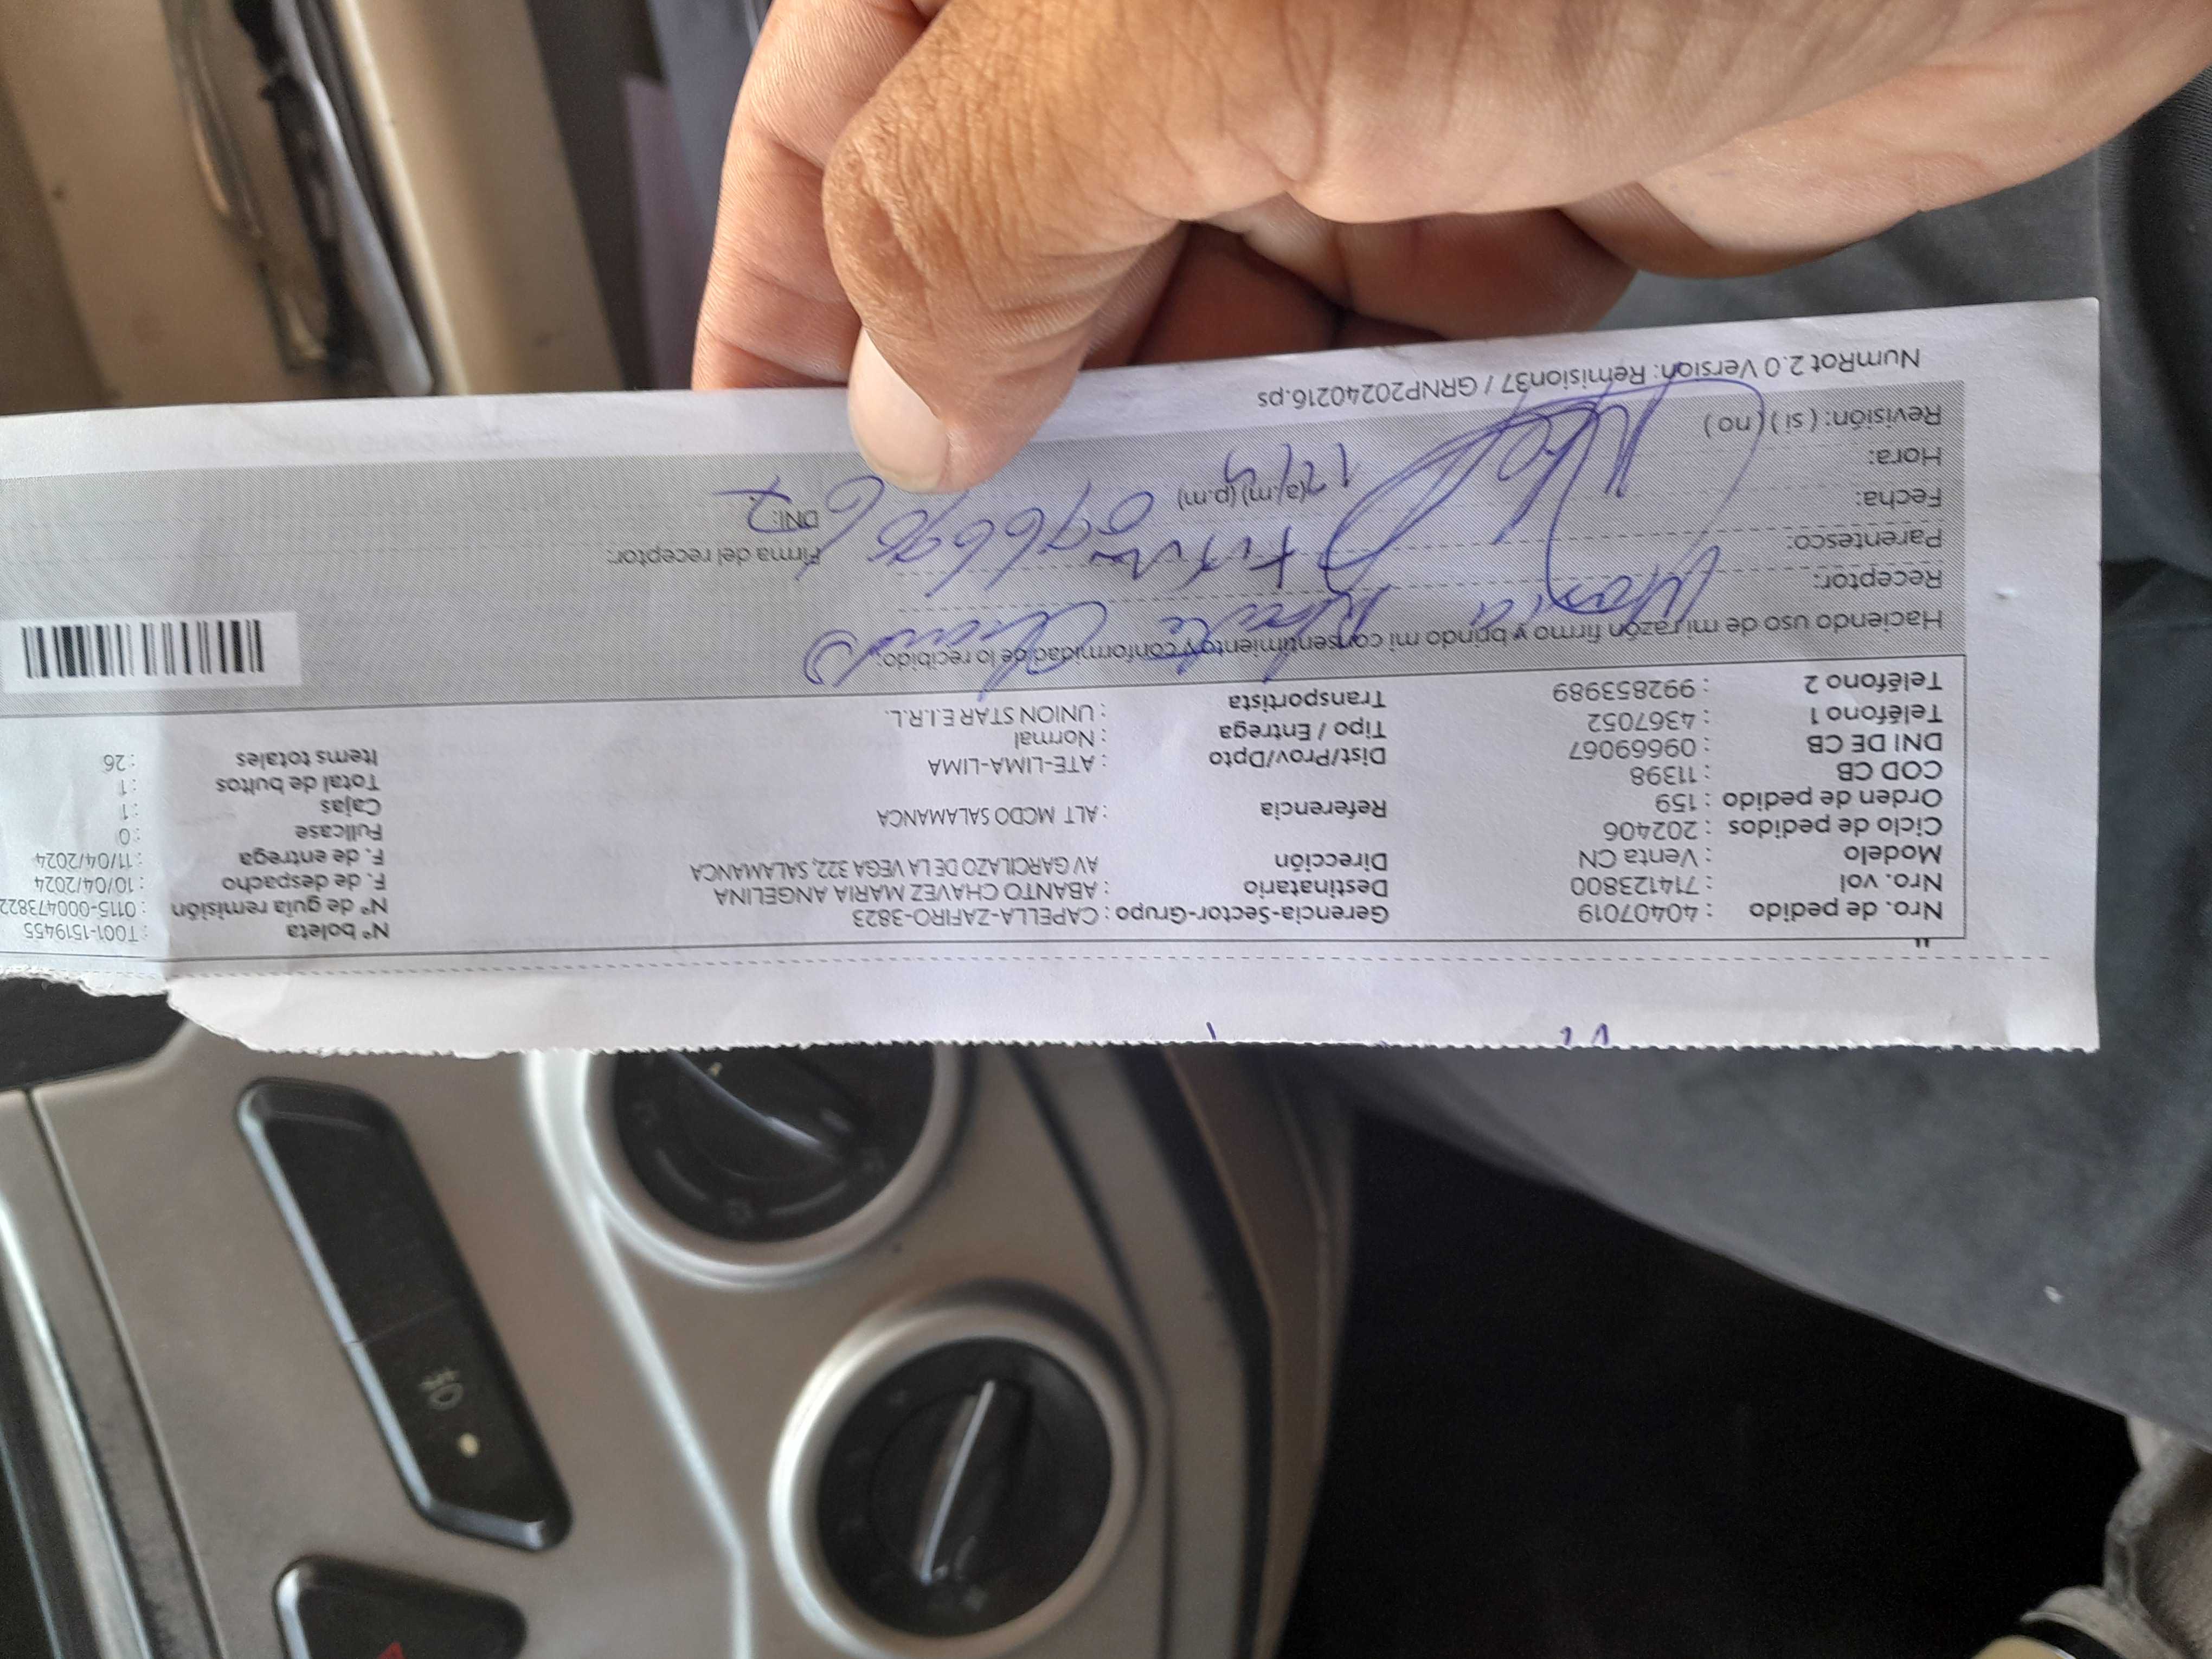 Nro. de pedido : 40407019 Gerencia-Sector-Grupo : CAPELLA-ZAFIRO-3823 N° boleta : T001-1519455
Nro. vol : 714123800 Destinatario : ABANTO CHAVEZ MARIA ANGELINA N° de guía remisión : 0115-000473822
Modelo : Venta CN Dirección AV GARCILAZO DE LA VEGA 322, SALAMANCA F. de despacho : 10/04/2024
Ciclo de pedidos : 202406 F. de entrega : 11/04/2024
Orden de pedido : 159 Referencia : ALT MCDO SALAMANCA Fullcase : 0
COD CB : 11398 Cajas : 1
DNI DE CB : 09669067 Dist/Prov/Dpto : ATE-LIMA-LIMA Total de bultos : 1
Teléfono 1 : 4367052 Tipo / Entrega : Normal Items totales : 26
Teléfono 2 : 992853989 Transportista : UNION STAR E.I.R.L.
Haciendo uso de mi razón firmo y brindo mi consentimiento y conformidad de lo recibido:
Receptor: Maria
Parentesco: Firma del receptor:
Fecha: DNI:
Hora: (a.m) (p.m)
Revisión: ( si ) ( no )
NumRot 2.0 Version: Remision37 / GRNP20240216.ps